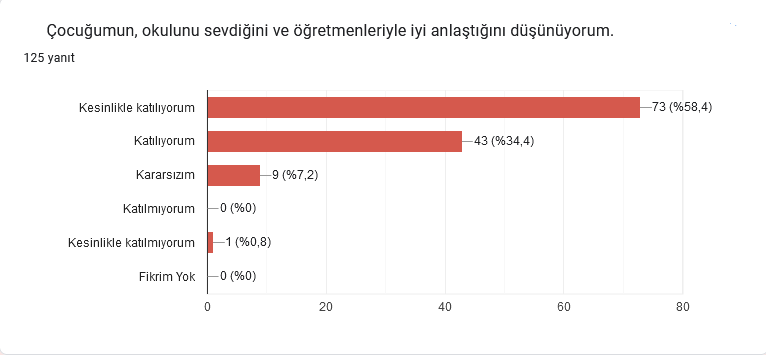 Çocuğumun, okulunu sevdiğini ve öğretmenleriyle iyi anlaştığını düşünüyorum.
125 yanıt
Kesinlikle katılıyorum 73 (%58,4)
Katılıyorum 43 (%34,4)
Kararsızım 9 (%7,2)
Katılmıyorum 0 (%0)
Kesinlikle katılmıyorum 1 (%0,8)
Fikrim Yok 0 (%0)
0 20 40 60 80